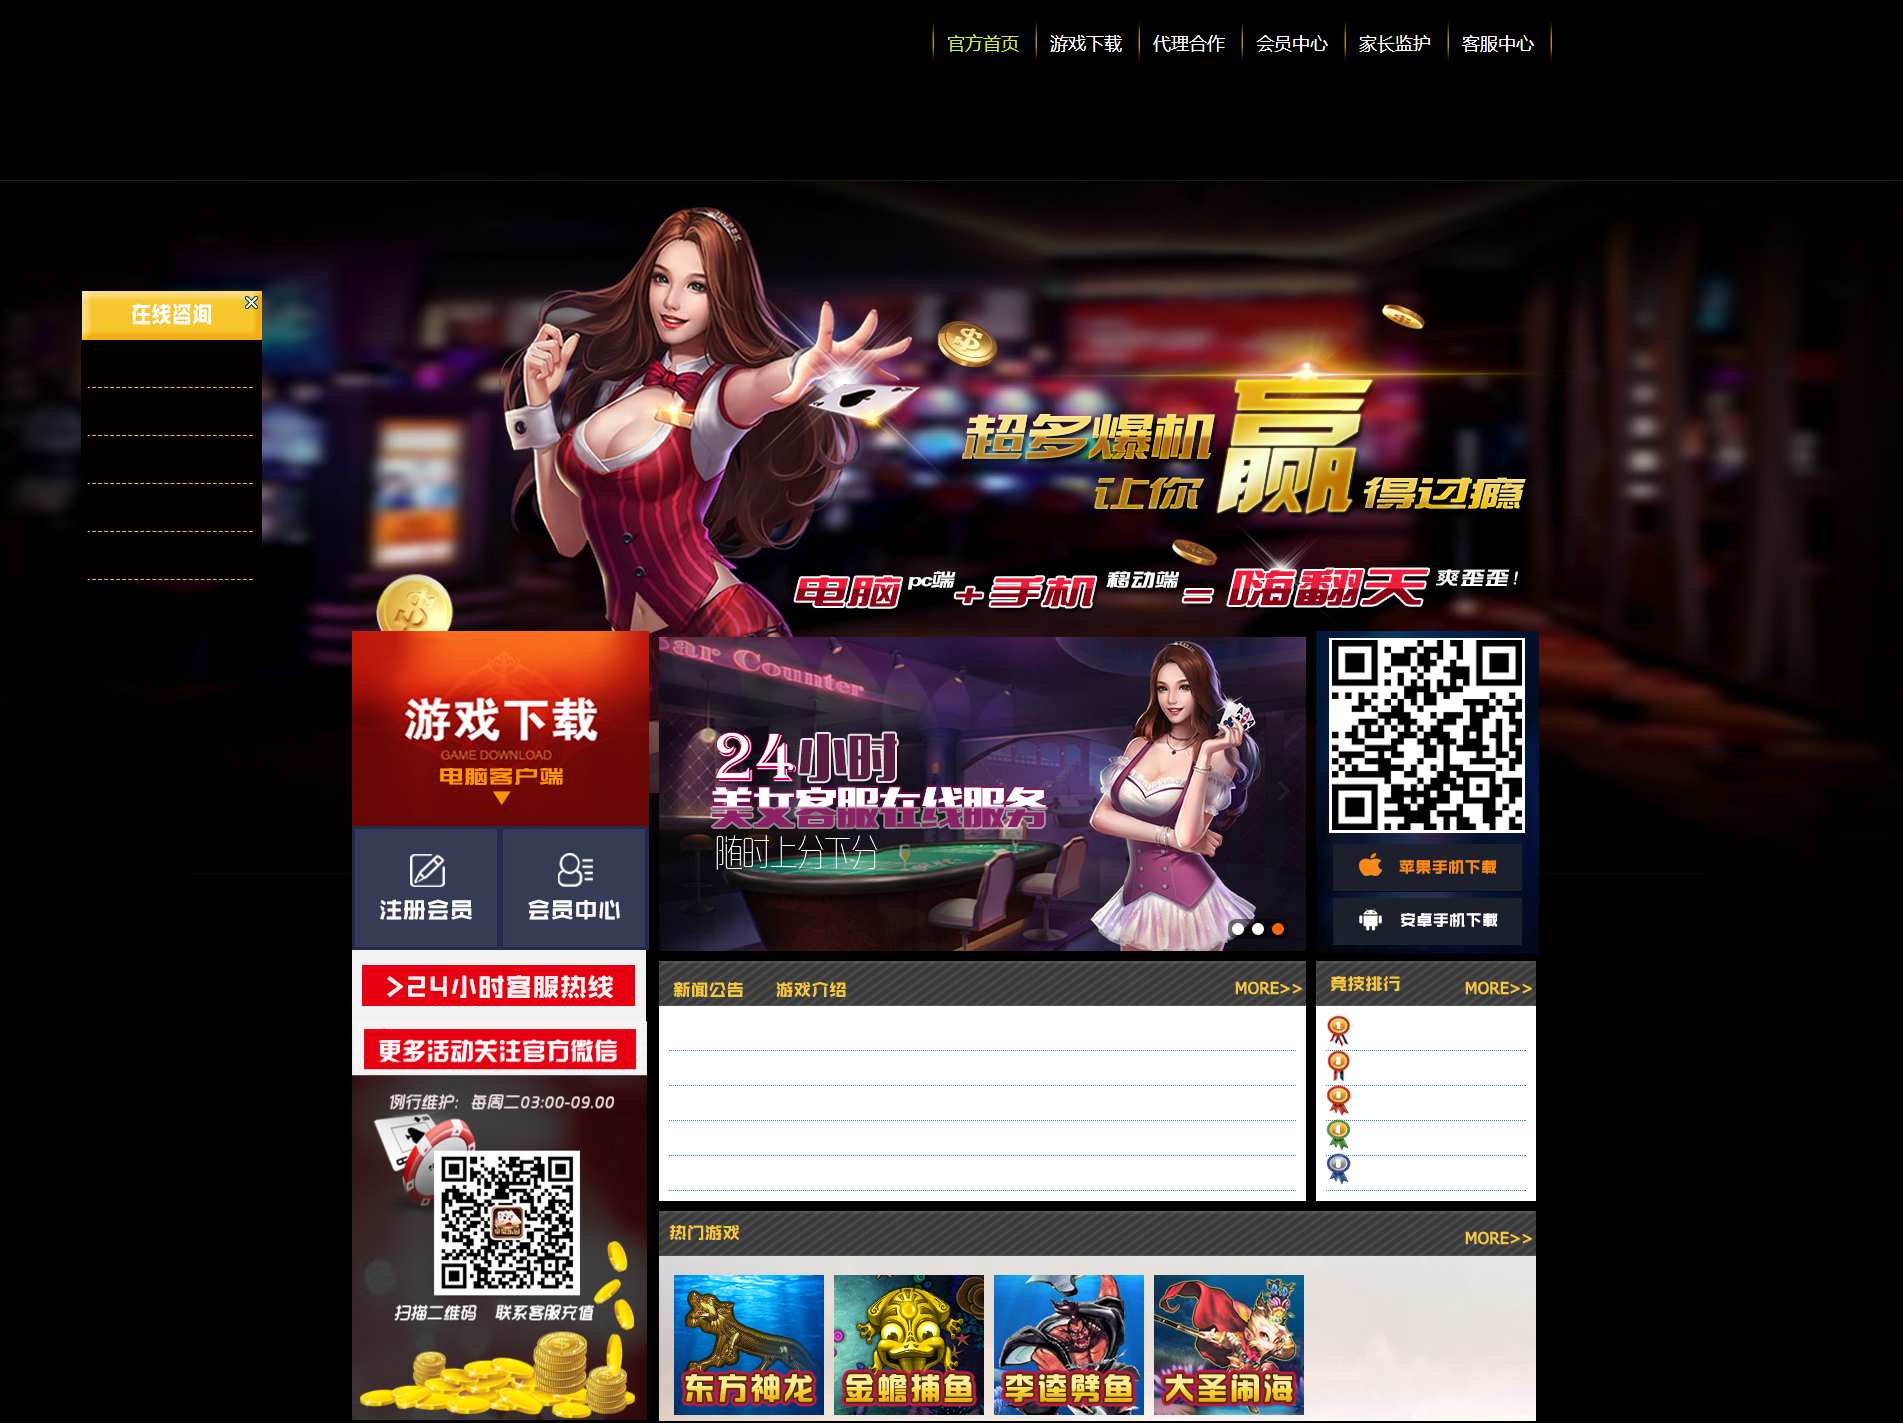 官方首页 游戏下载 代理合作 会员中心 家长监护 客服中心
在线咨询
超多爆机
让你赢得过瘾
电脑pc端+手机移动端=嗨翻天爽歪歪!
游戏下载
GAME DOWNLOAD
电脑客户端
注册会员 会员中心
>24小时客服热线
更多活动关注官方微信
例行维护：每周二03:00-09.00
扫描二维码 联系客服充值
Bar Counter
24小时
美女客服在线服务
随时上分下分
苹果手机下载
安卓手机下载
新闻公告 游戏介绍 MORE>>
竞技排行 MORE>>
热门游戏 MORE>>
东方神龙 金蟾捕鱼 李逵劈鱼 大圣闹海